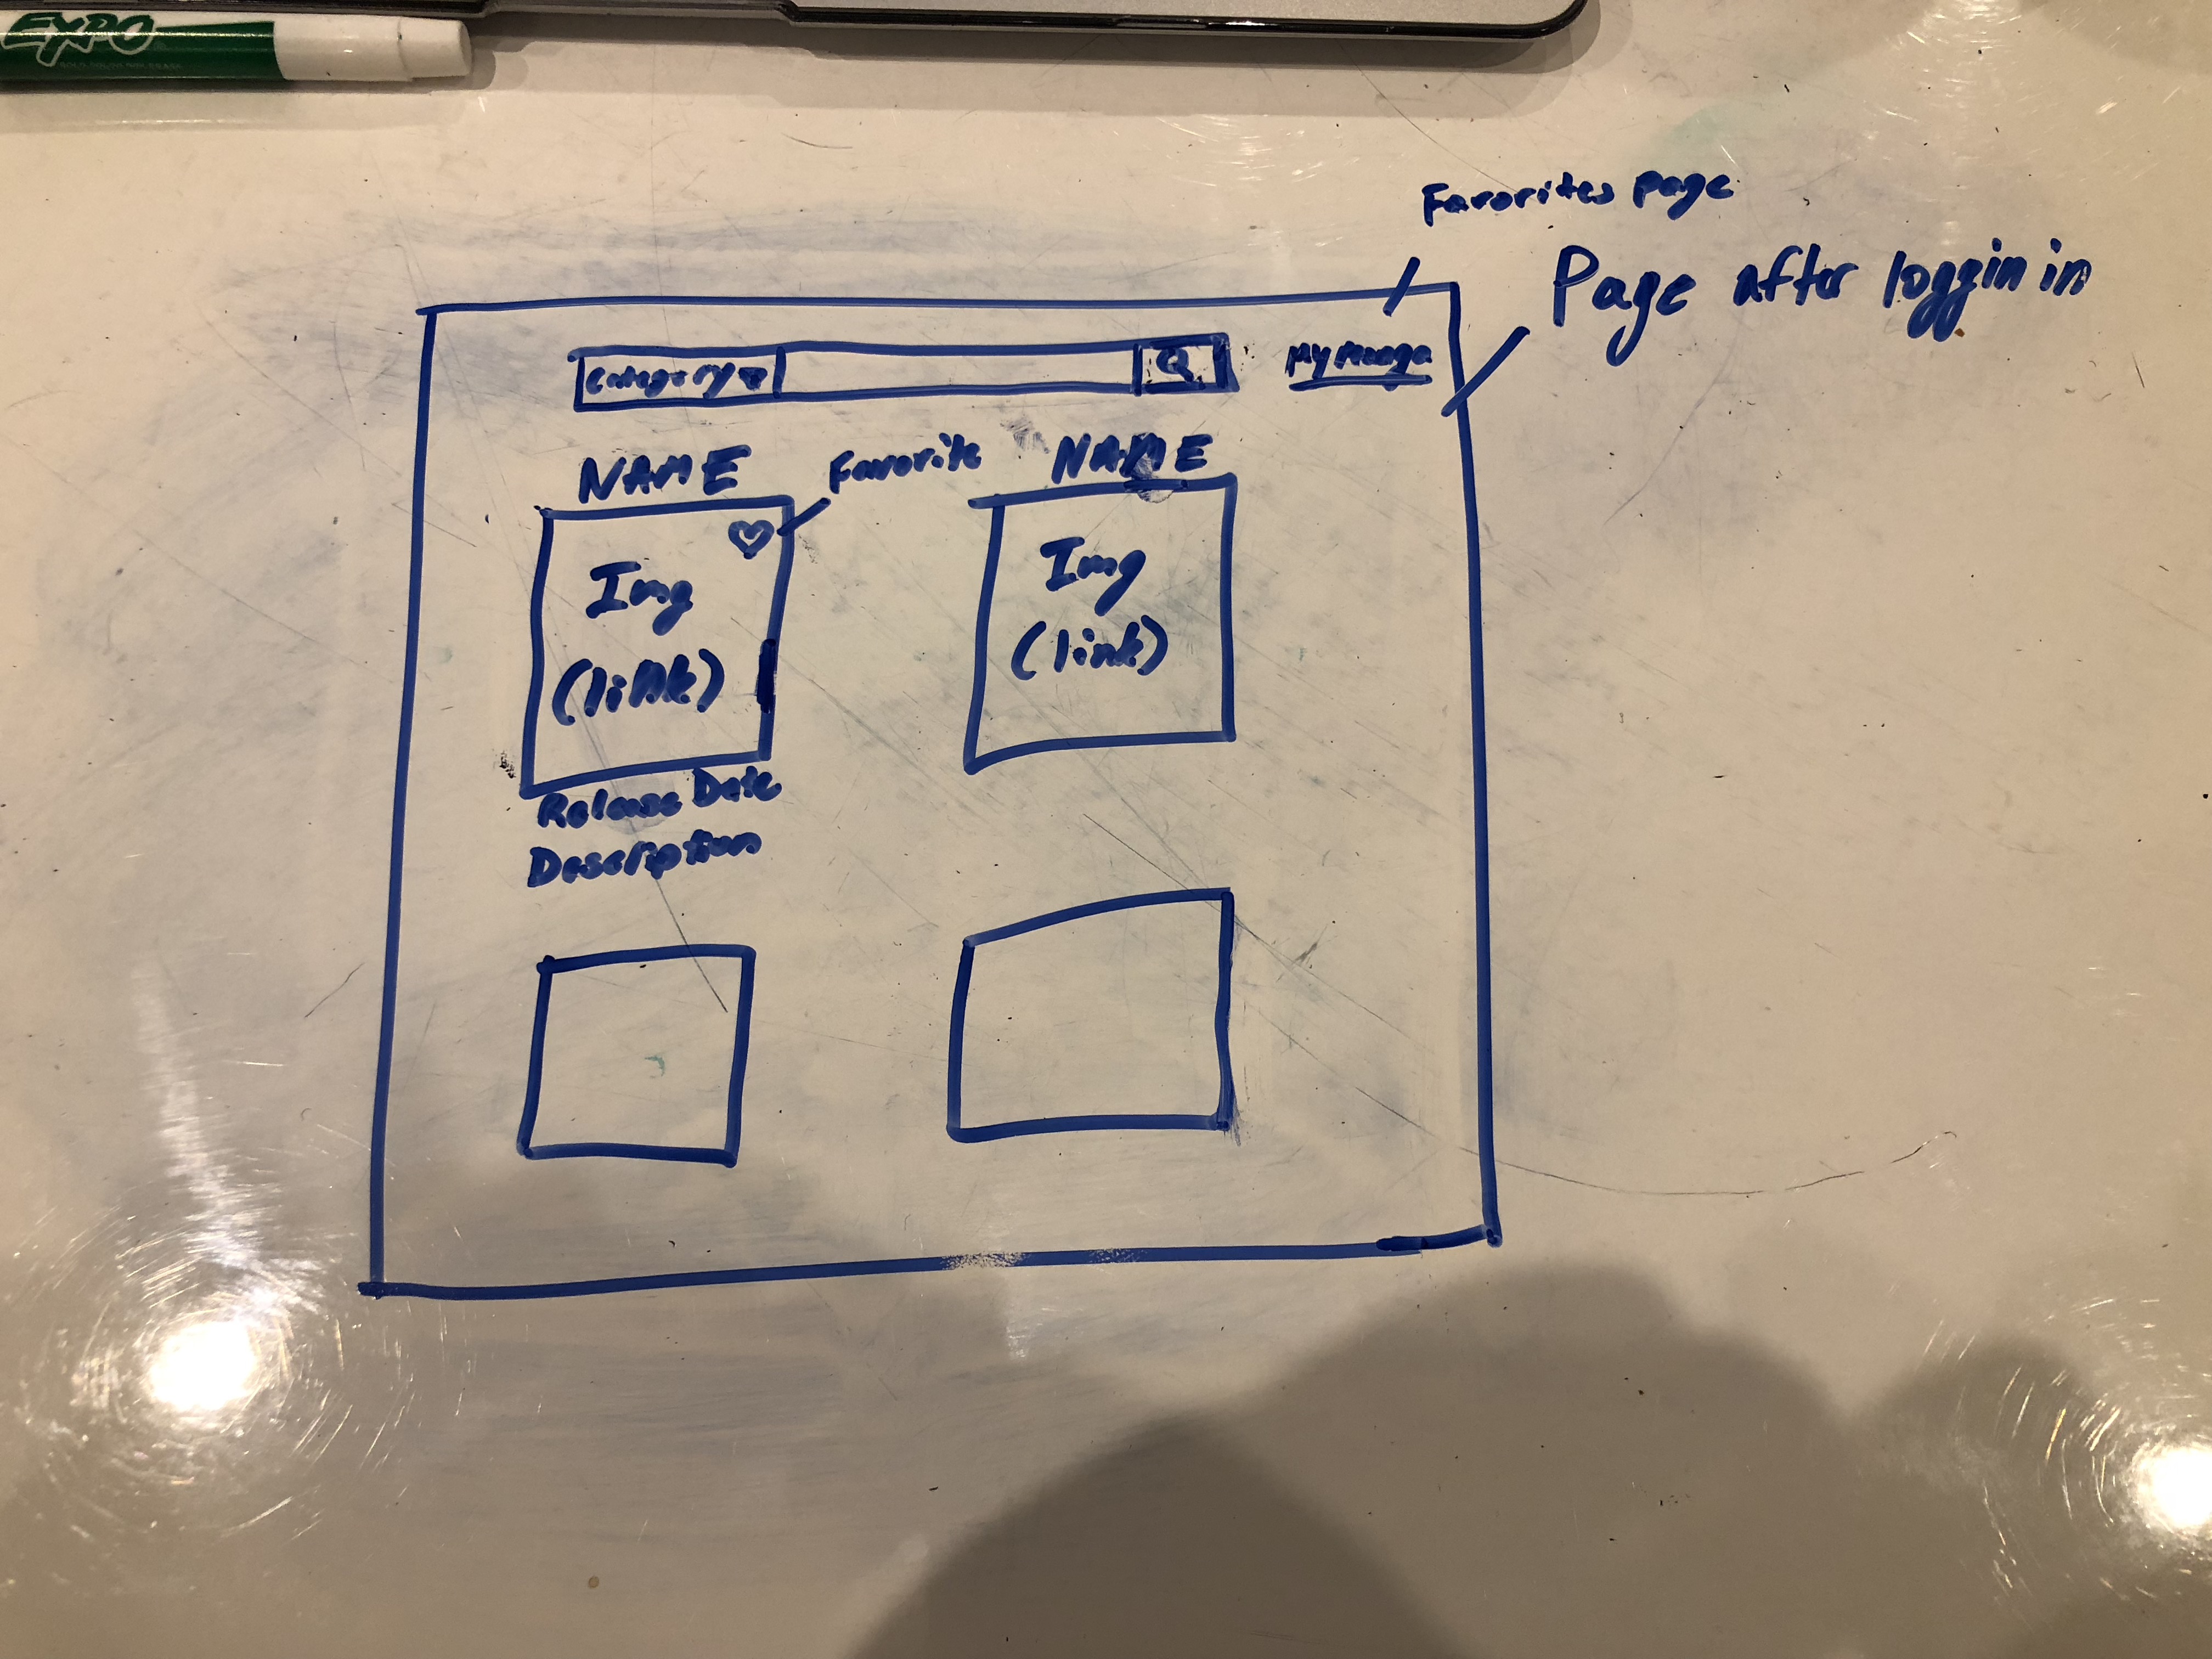 EXPO
Favorites page
Page after loggin in
Category
My Manga
NAME
Favorite
NAME
Img
(link)
Img
(link)
Release Date
Description